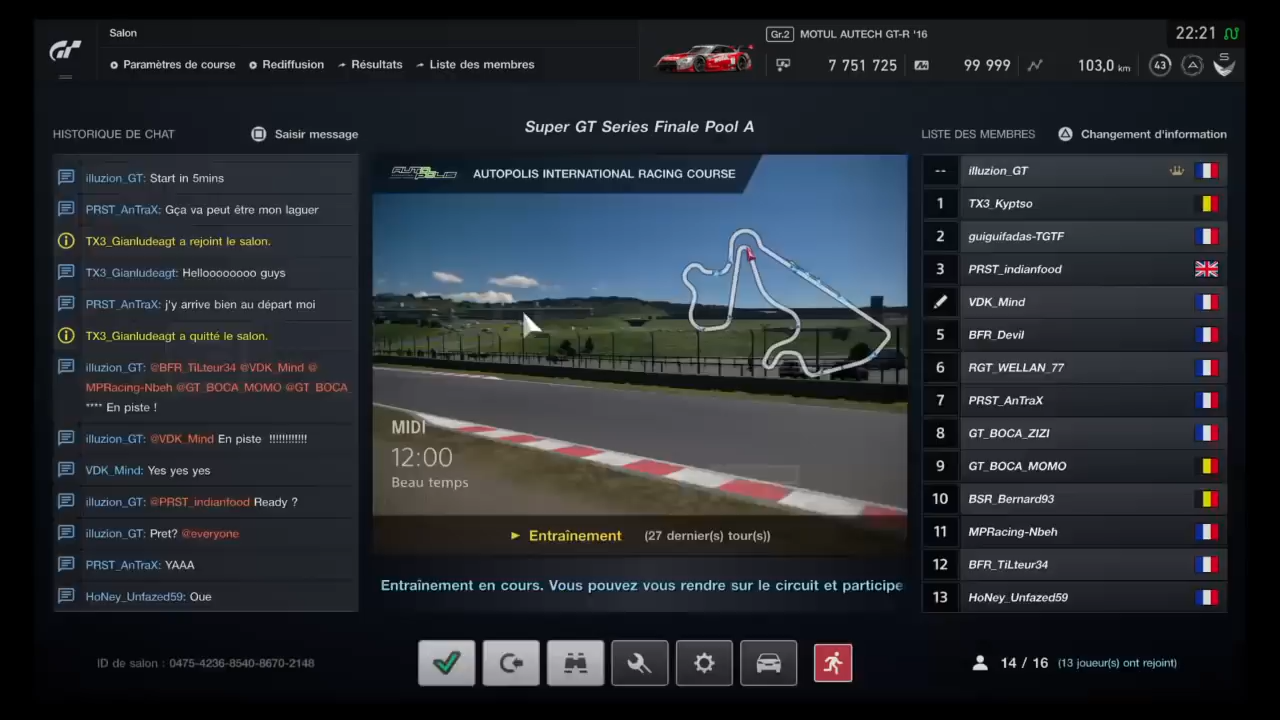 Salon
Gr.2 MOTUL AUTECH GT-R '16
22:21
Paramètres de course Rediffusion Résultats Liste des membres
7 751 725 99 999 103,0 km 43 A S
HISTORIQUE DE CHAT Saisir message
Super GT Series Finale Pool A
LISTE DES MEMBRES Changement d'information
illuzion_GT: Start in 5mins
PRST_AnTraX: Gça va peut étre mon laguer
TX3_Gianludeagt a rejoint le salon.
TX3_Gianludeagt: Helloooooooo guys
PRST_AnTraX: j'y arrive bien au départ moi
TX3_Gianludeagt a quitté le salon.
illuzion_GT: @BFR_TiLteur34 @VDK_Mind @
MPRacing-Nbeh @GT_BOCA_MOMO @GT_BOCA_
**** En piste !
illuzion_GT: @VDK_Mind En piste !!!!!!!!!!!!
VDK_Mind: Yes yes yes
illuzion_GT: @PRST_indianfood Ready ?
illuzion_GT: Pret? @everyone
PRST_AnTraX: YAAA
HoNey_Unfazed59: Oue
AUTOPOLIS AUTOPOLIS INTERNATIONAL RACING COURSE
MIDI
12:00
Beau temps
Entraînement (27 dernier(s) tour(s))
Entraînement en cours. Vous pouvez vous rendre sur le circuit et participe
-- illuzion_GT
1 TX3_Kyptso
2 guiguifadas-TGTF
3 PRST_indianfood
VDK_Mind
5 BFR_Devil
6 RGT_WELLAN_77
7 PRST_AnTraX
8 GT_BOCA_ZIZI
9 GT_BOCA_MOMO
10 BSR_Bernard93
11 MPRacing-Nbeh
12 BFR_TiLteur34
13 HoNey_Unfazed59
ID de salon : 0475-4236-8540-8670-2148
14 / 16 (13 joueur(s) ont rejoint)